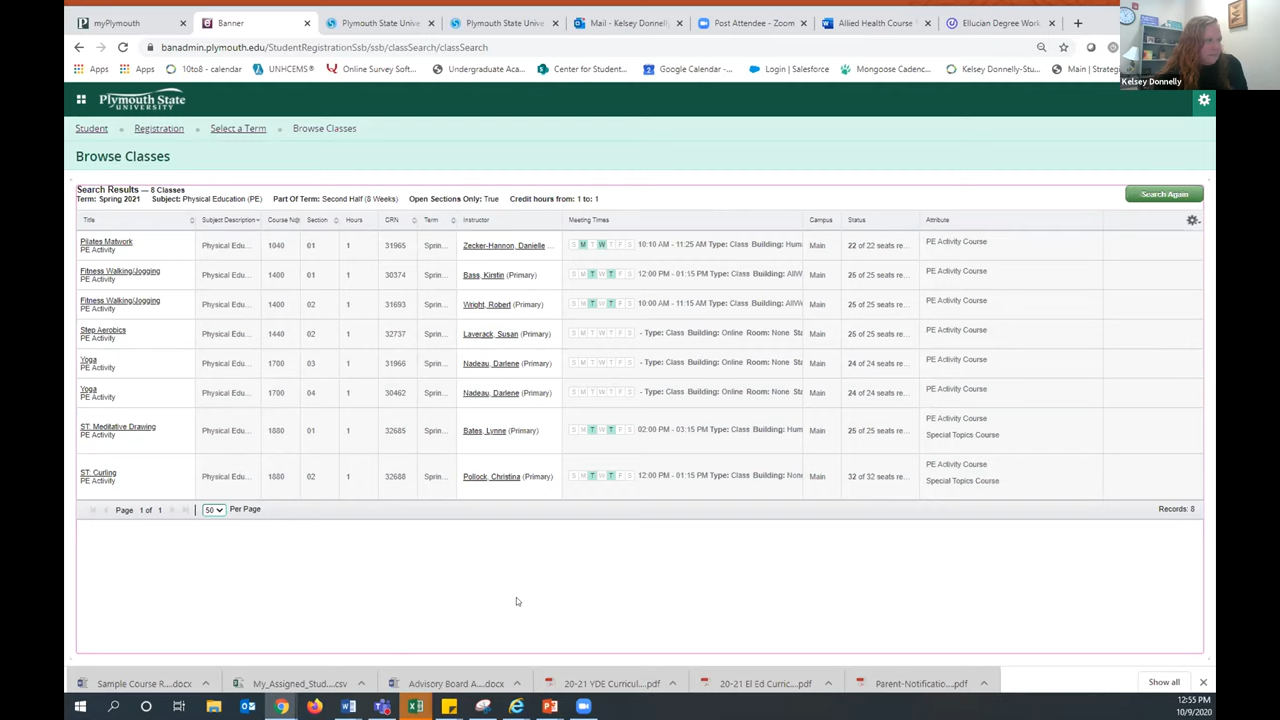 myPlymouth
Banner
Plymouth State Unive
Plymouth State Unive
Mail - Kelsey Donnell
Post Attendee - Zoom
Allied Health Course
Ellucian Degree Work
banadmin.plymouth.edu/StudentRegistrationSsb/ssb/classSearch/classSearch
Apps
Apps
10to8 - calendar
UNHCEMS®
Online Survey Soft...
Undergraduate Aca...
Center for Student...
Google Calendar -...
Login | Salesforce
Mongoose Cadenc...
Kelsey Donnelly-Stu...
Main | Strateg
Kelsey Donnelly
Plymouth State
UNIVERSITY
Student Registration Select a Term Browse Classes
Browse Classes
Search Results — 8 Classes
Term: Spring 2021 Subject: Physical Education (PE) Part Of Term: Second Half (8 Weeks) Open Sections Only: True Credit hours from: 1 to: 1
Search Again
Title Subject Description Course Section Hours CRN Term Instructor Meeting Times Campus Status Attribute
Pilates Matwork
PE Activity
Physical Edu... 1040 01 1 31965 Sprin... Zecker-Hannon, Danielle ... S M T W T F S 10:10 AM - 11:25 AM Type: Class Building: Hum Main 22 of 22 seats re... PE Activity Course
Fitness Walking/Jogging
PE Activity
Physical Edu... 1400 01 1 30374 Sprin... Bass, Kirstin (Primary) S M T W T F S 12:00 PM - 01:15 PM Type: Class Building: AllW Main 25 of 25 seats re... PE Activity Course
Fitness Walking/Jogging
PE Activity
Physical Edu... 1400 02 1 31693 Sprin... Wright, Robert (Primary) S M T W T F S 10:00 AM - 11:15 AM Type: Class Building: AllW Main 25 of 25 seats re... PE Activity Course
Step Aerobics
PE Activity
Physical Edu... 1440 02 1 32737 Sprin... Laverack, Susan (Primary) S M T W T F S - Type: Class Building: Online Room: None Sta Main 25 of 25 seats re... PE Activity Course
Yoga
PE Activity
Physical Edu... 1700 03 1 31966 Sprin... Nadeau, Darlene (Primary) S M T W T F S - Type: Class Building: Online Room: None Sta Main 24 of 24 seats re... PE Activity Course
Yoga
PE Activity
Physical Edu... 1700 04 1 30462 Sprin... Nadeau, Darlene (Primary) S M T W T F S - Type: Class Building: Online Room: None Sta Main 24 of 24 seats re... PE Activity Course
ST: Meditative Drawing
PE Activity
Physical Edu... 1880 01 1 32685 Sprin... Bates, Lynne (Primary) S M T W T F S 02:00 PM - 03:15 PM Type: Class Building: Hum Main 25 of 25 seats re... PE Activity Course
Special Topics Course
ST: Curling
PE Activity
Physical Edu... 1880 02 1 32688 Sprin... Pollock, Christina (Primary) S M T W T F S 12:00 PM - 01:15 PM Type: Class Building: None Main 32 of 32 seats re... PE Activity Course
Special Topics Course
Page 1 of 1 50 Per Page Records: 8
Sample Course R....docx
My_Assigned_Stud....csv
Advisory Board A....docx
20-21 YDE Curricul....pdf
20-21 El Ed Curric....pdf
Parent-Notificatio....pdf
Show all
12:55 PM
10/9/2020